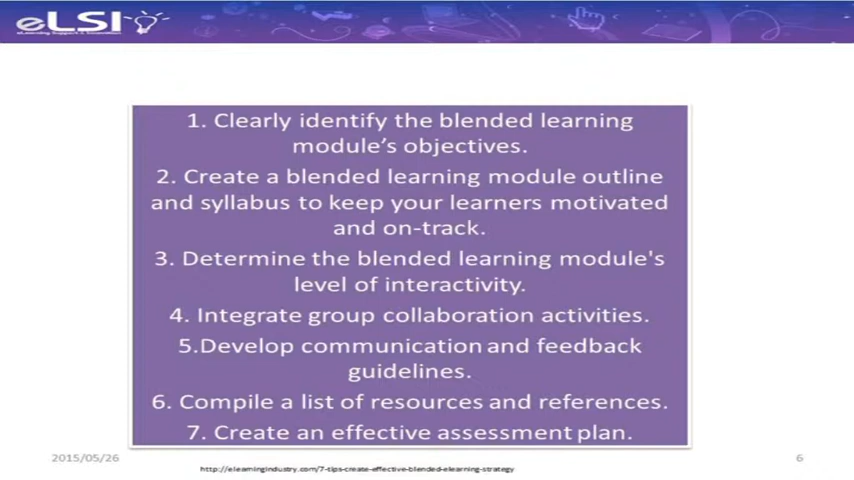 eLSI
eLearning Support & Innovation
1. Clearly identify the blended learning
module's objectives.
2. Create a blended learning module outline
and syllabus to keep your learners motivated
and on-track.
3. Determine the blended learning module's
level of interactivity.
4. Integrate group collaboration activities.
5.Develop communication and feedback
guidelines.
6. Compile a list of resources and references.
7. Create an effective assessment plan.
2015/05/26
6
http://elearningindustry.com/7-tips-create-effective-blended-elearning-strategy